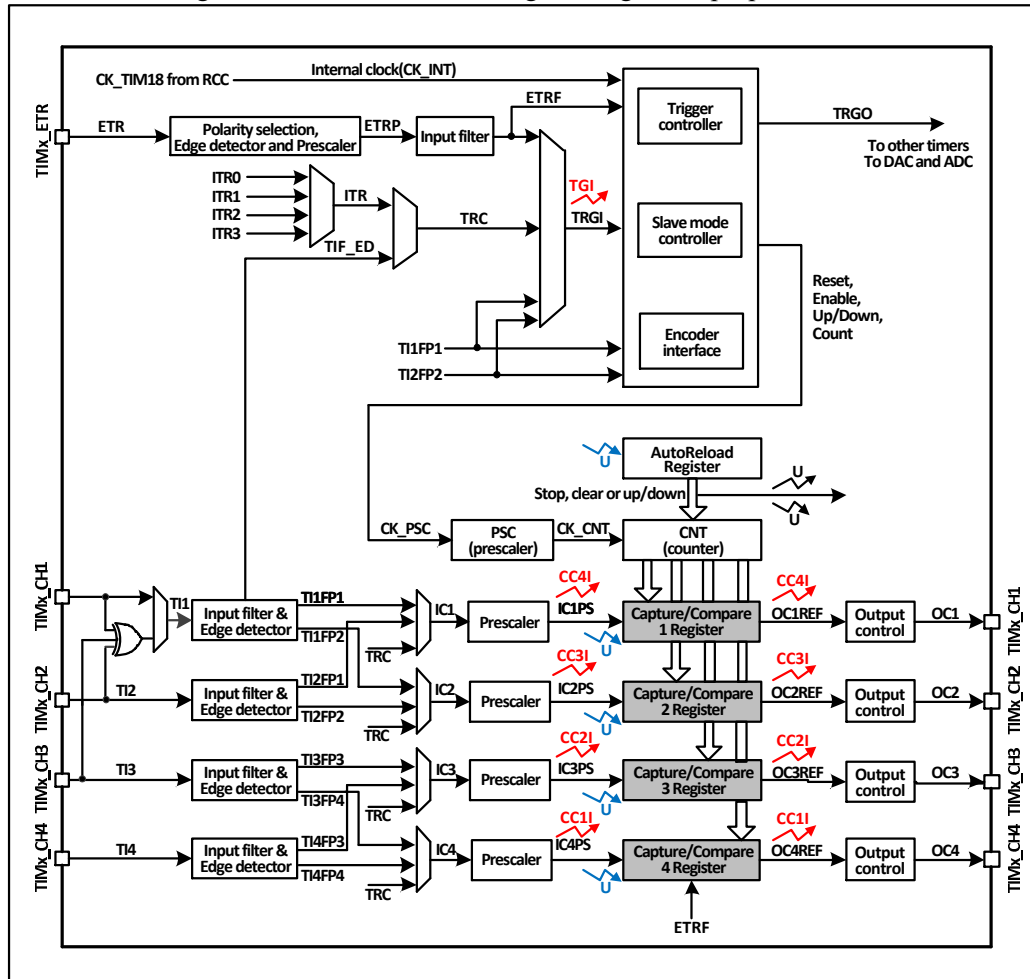 Internal clock(CK_INT)
CK_TIM18 from RCC
ETRF
Trigger
controller
TRGO
To other timers
To DAC and ADC
TIMx_ETR
ETR
Polarity selection,
Edge detector and Prescaler
ETRP
Input filter
ITR0
ITR1
ITR2
ITR3
ITR
TIF_ED
TRC
TGI
TRGI
Slave mode
controller
Reset,
Enable,
Up/Down,
Count
Encoder
interface
TI1FP1
TI2FP2
U
AutoReload
Register
U
Stop, clear or up/down
U
CK_PSC
PSC
(prescaler)
CK_CNT
CNT
(counter)
TIMx_CH1
TI1
Input filter &
Edge detector
TI1FP1
TI1FP2
TRC
IC1
Prescaler
CC4I
IC1PS
U
Capture/Compare
1 Register
CC4I
OC1REF
Output
control
OC1
TIMx_CH1
TIMx_CH2
TI2
Input filter &
Edge detector
TI2FP1
TI2FP2
TRC
IC2
Prescaler
CC3I
IC2PS
U
Capture/Compare
2 Register
CC3I
OC2REF
Output
control
OC2
TIMx_CH2
TIMx_CH3
TI3
Input filter &
Edge detector
TI3FP3
TI3FP4
TRC
IC3
Prescaler
CC2I
IC3PS
U
Capture/Compare
3 Register
CC2I
OC3REF
Output
control
OC3
TIMx_CH3
TIMx_CH4
TI4
Input filter &
Edge detector
TI4FP3
TI4FP4
TRC
IC4
Prescaler
CC1I
IC4PS
U
Capture/Compare
4 Register
CC1I
OC4REF
Output
control
OC4
TIMx_CH4
ETRF